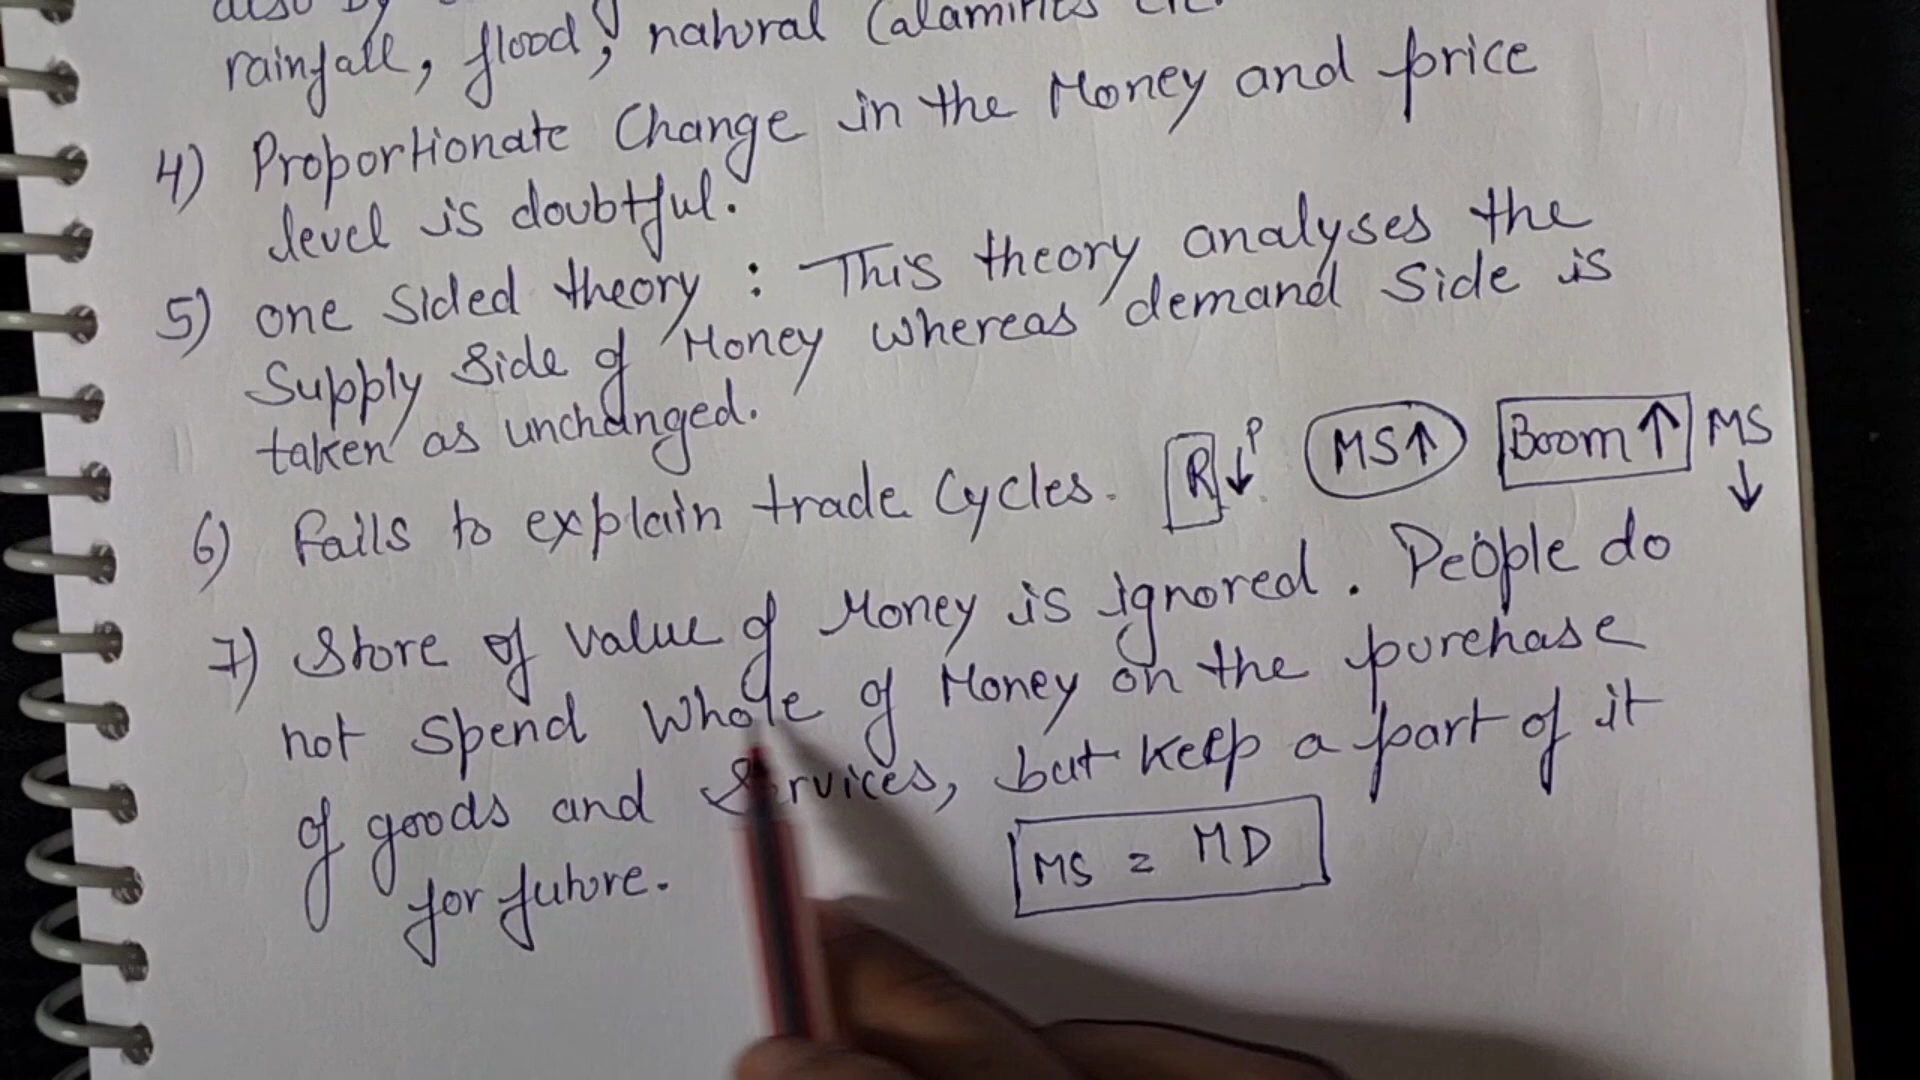 also by
rainfall, flood, natural Calamities etc.
4) Proportionate Change in the Money and price
level is doubtful.
5) one Sided theory : This theory analyses the
Supply Side of Money whereas demand Side is
taken as unchanged.
6) Fails to explain trade Cycles. R↓ P MS↑ Boom↑ MS ↓
7) Store of value of Money is ignored. People do
not Spend Whole of Money on the purchase
of goods and Services, but keep a part of it
for future. MS = MD